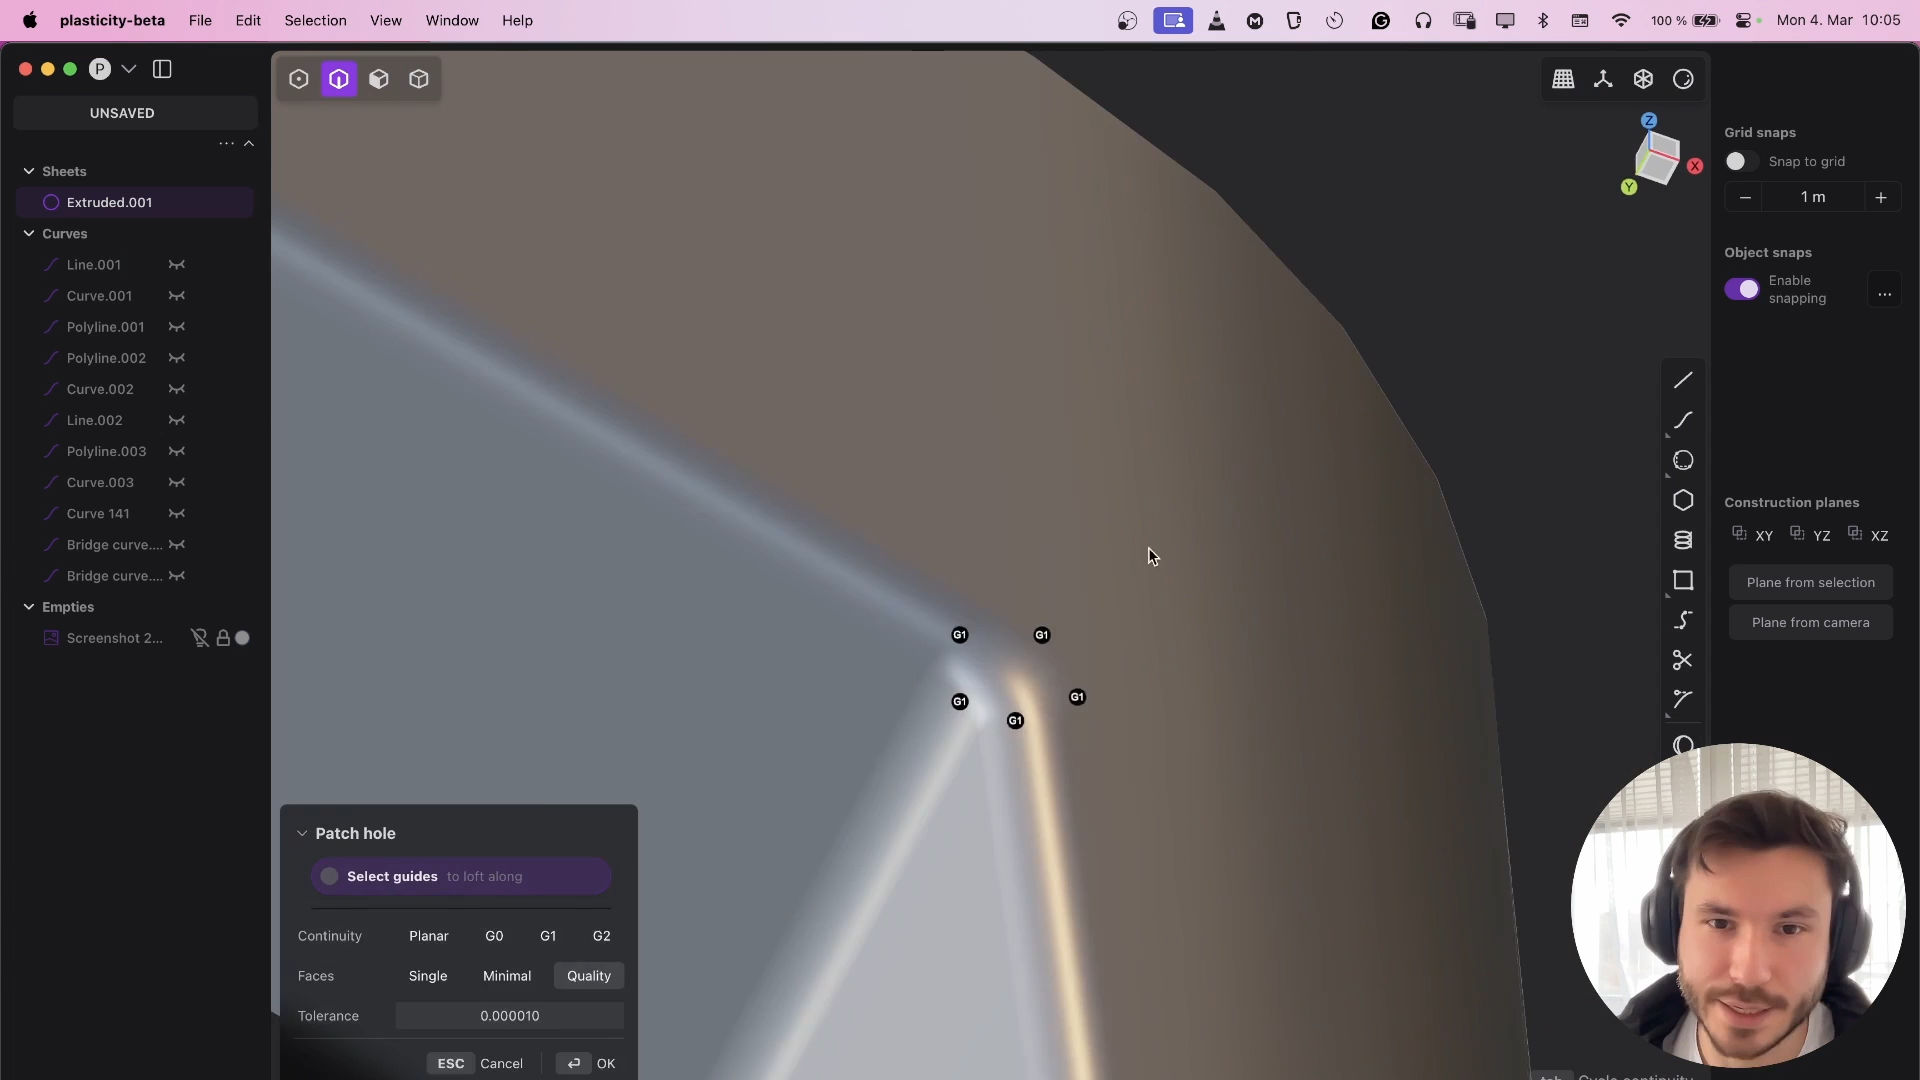 plasticity-beta File Edit Selection View Window Help
100 % Mon 4. Mar 10:05
P
UNSAVED
Sheets
Extruded.001
Curves
Line.001
Curve.001
Polyline.001
Polyline.002
Curve.002
Line.002
Polyline.003
Curve.003
Curve 141
Bridge curve....
Bridge curve....
Empties
Screenshot 2...
Z
X
Y
G1 G1
G1 G1
G1
Patch hole
Select guides to loft along
Continuity Planar G0 G1 G2
Faces Single Minimal Quality
Tolerance 0.000010
ESC Cancel OK
Grid snaps
Snap to grid
1 m
Object snaps
Enable
snapping
...
Construction planes
XY YZ XZ
Plane from selection
Plane from camera